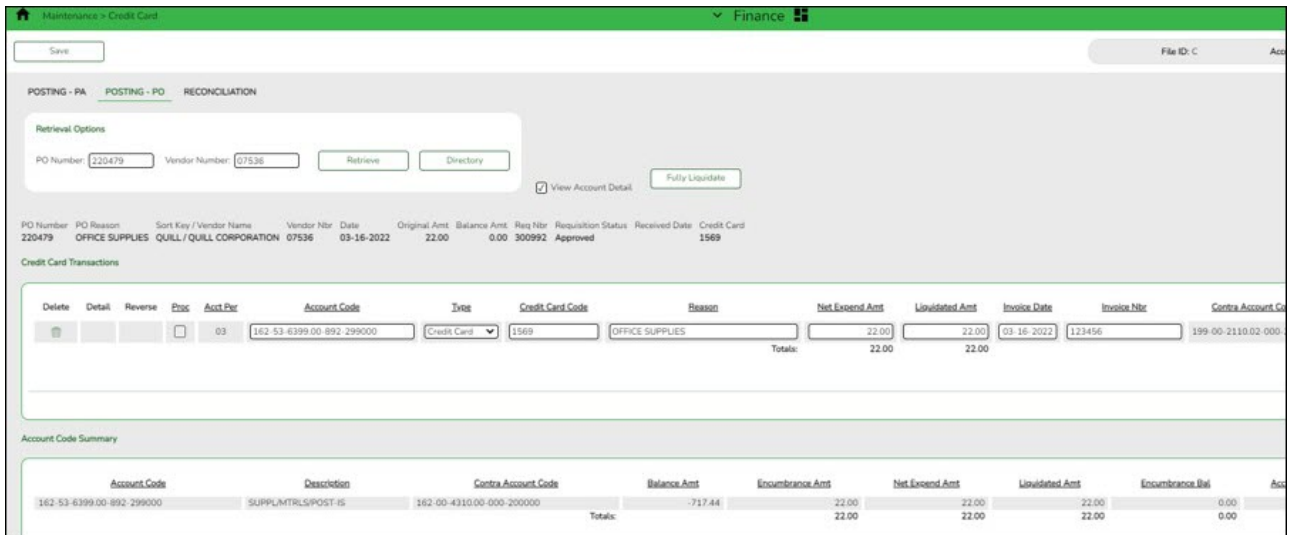 Maintenance > Credit Card
Finance
Save
File ID: C
POSTING - PA POSTING - PO RECONCILIATION
Retrieval Options
PO Number: 220479 Vendor Number: 07536 Retrieve Directory
View Account Detail Fully Liquidate
PO Number PO Reason Sort Key / Vendor Name Vendor Nbr Date Original Amt Balance Amt Req Nbr Requisition Status Received Date Credit Card
220479 OFFICE SUPPLIES QUILL / QUILL CORPORATION 07536 03-16-2022 22.00 0.00 300992 Approved 1569
Credit Card Transactions
Delete Detail Reverse Proc Acct Per Account Code Type Credit Card Code Reason Net Expend Amt Liquidated Amt Invoice Date Invoice Nbr Contra Account Co
03 162-53-6399.00-892-299000 Credit Card 1569 OFFICE SUPPLIES 22.00 22.00 03-16-2022 123456 199-00-2110.02-000-
Totals: 22.00 22.00
Account Code Summary
Account Code Description Contra Account Code Balance Amt Encumbrance Amt Net Expend Amt Liquidated Amt Encumbrance Bal Acc
162-53-6399.00-892-299000 SUPPL/MTRLS/POST-IS 162-00-4310.00-000-200000 -717.44 22.00 22.00 22.00 0.00
Totals: 22.00 22.00 22.00 0.00